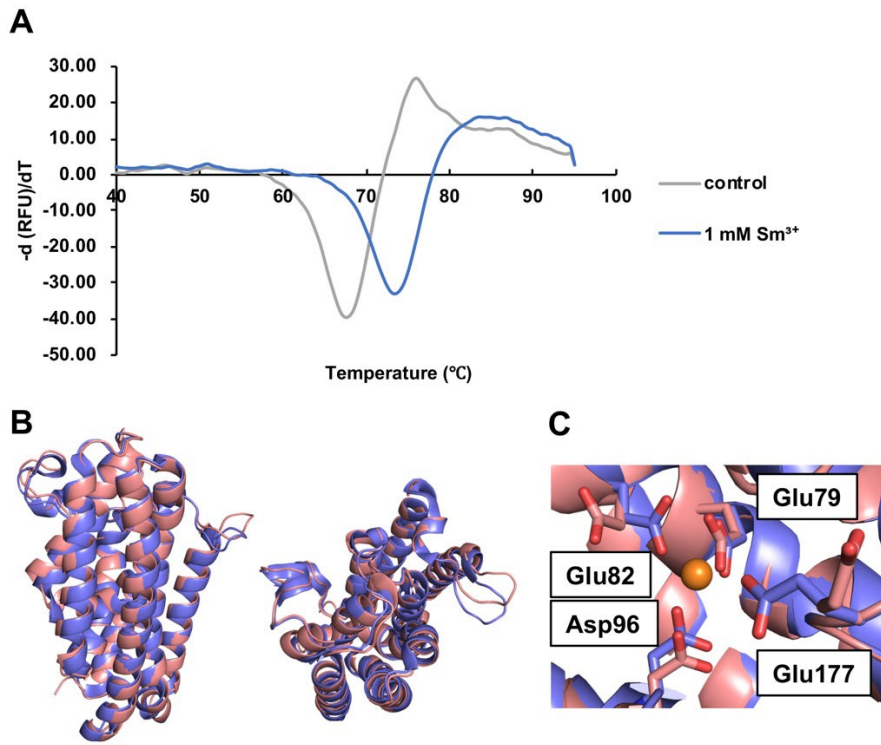 A
30.00
20.00
10.00
0.00
-10.00
-20.00
-30.00
-40.00
-50.00
-d (RFU)/dT
40 50 60 70 80 90 100
Temperature (℃)
control
1 mM Sm³⁺
B
C
Glu79
Glu82
Asp96
Glu177